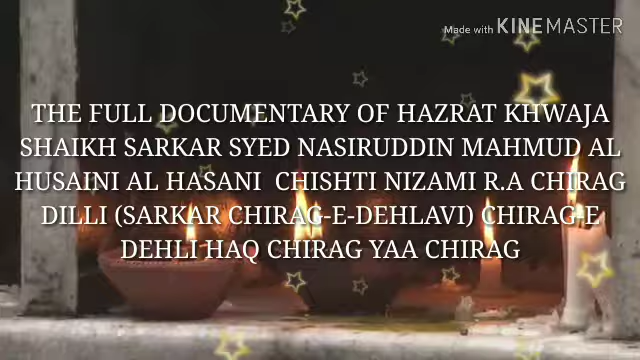 Made with KINEMASTER
THE FULL DOCUMENTARY OF HAZRAT KHWAJA
SHAIKH SARKAR SYED NASIRUDDIN MAHMUD AL
HUSAINI AL HASANI CHISHTI NIZAMI R.A CHIRAG
DILLI (SARKAR CHIRAG-E-DEHLAVI) CHIRAG-E
DEHLI HAQ CHIRAG YAA CHIRAG